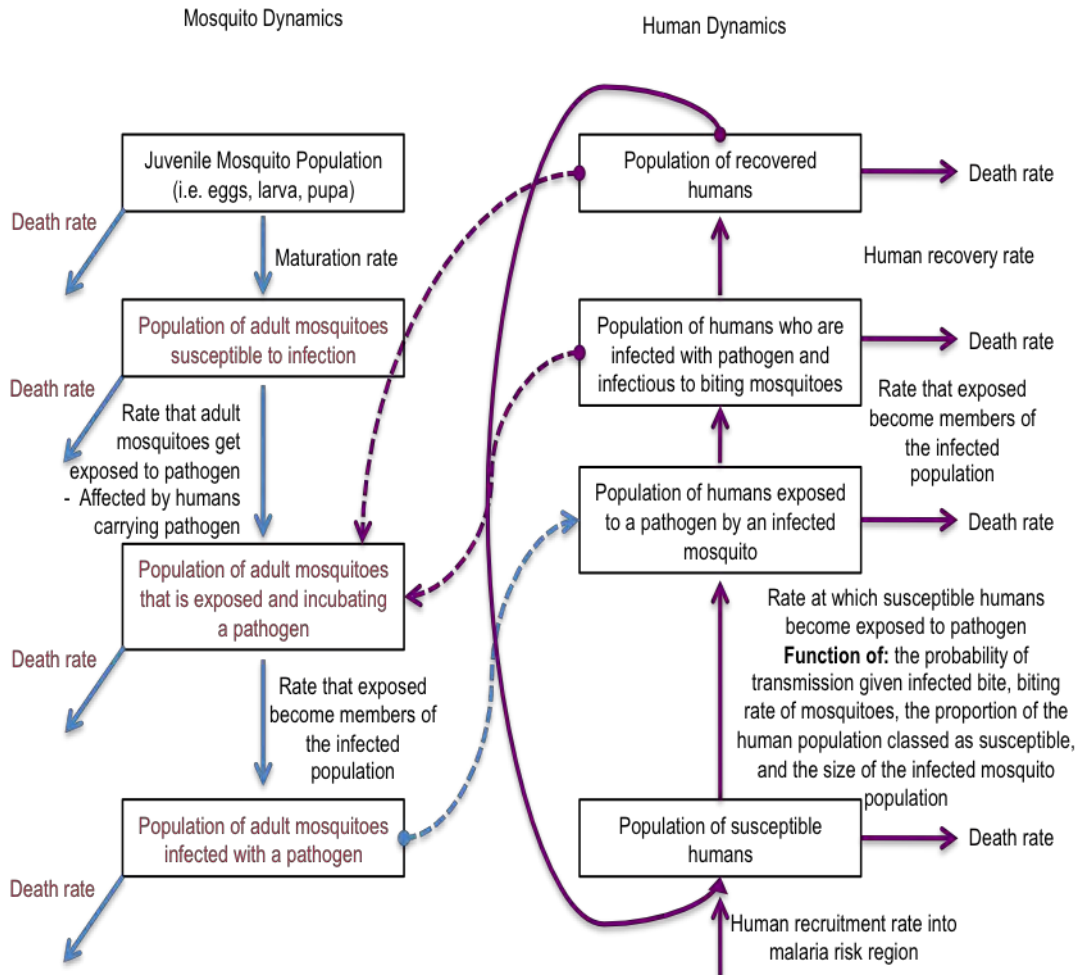 Mosquito Dynamics
Juvenile Mosquito Population
(i.e. eggs, larva, pupa)
Death rate
Maturation rate
Population of adult mosquitoes
susceptible to infection
Death rate
Rate that adult
mosquitoes get
exposed to pathogen
- Affected by humans
carrying pathogen
Population of adult mosquitoes
that is exposed and incubating
a pathogen
Death rate
Rate that exposed
become members of
the infected
population
Population of adult mosquitoes
infected with a pathogen
Death rate
Human Dynamics
Population of recovered
humans
Death rate
Human recovery rate
Population of humans who are
infected with pathogen and
infectious to biting mosquitoes
Death rate
Rate that exposed
become members of
the infected
population
Population of humans exposed
to a pathogen by an infected
mosquito
Death rate
Rate at which susceptible humans
become exposed to pathogen
Function of: the probability of
transmission given infected bite, biting
rate of mosquitoes, the proportion of the
human population classed as susceptible,
and the size of the infected mosquito
population
Population of susceptible
humans
Death rate
Human recruitment rate into
malaria risk region